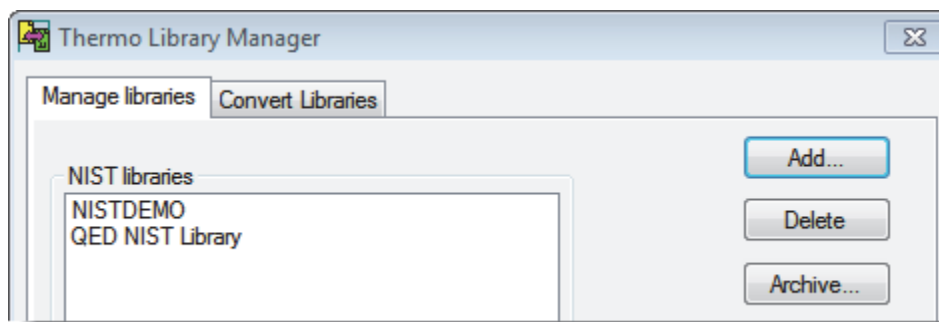 Thermo Library Manager
Manage libraries Convert Libraries
Add...
NIST libraries
NISTDEMO
Delete
QED NIST Library
Archive...